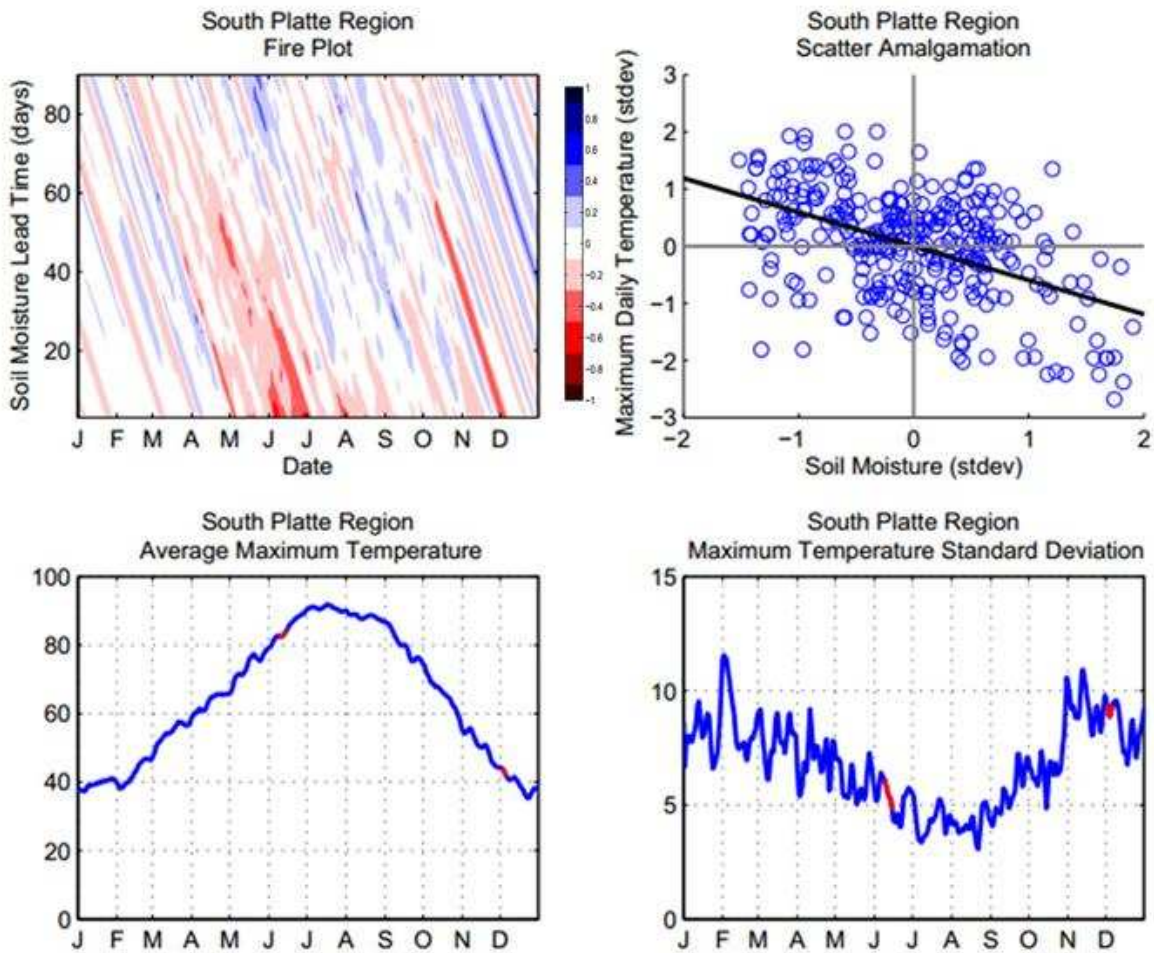 South Platte Region
Fire Plot
Soil Moisture Lead Time (days)
80
60
40
20
J F M A M J J A S O N D
Date
1
0.8
0.6
0.4
0.2
0
-0.2
-0.4
-0.6
-0.8
-1
South Platte Region
Scatter Amalgamation
Maximum Daily Temperature (stdev)
3
2
1
0
−1
−2
−3
−2 −1 0 1 2
Soil Moisture (stdev)
South Platte Region
Average Maximum Temperature
100
80
60
40
20
0
J F M A M J J A S O N D
South Platte Region
Maximum Temperature Standard Deviation
15
10
5
0
J F M A M J J A S O N D